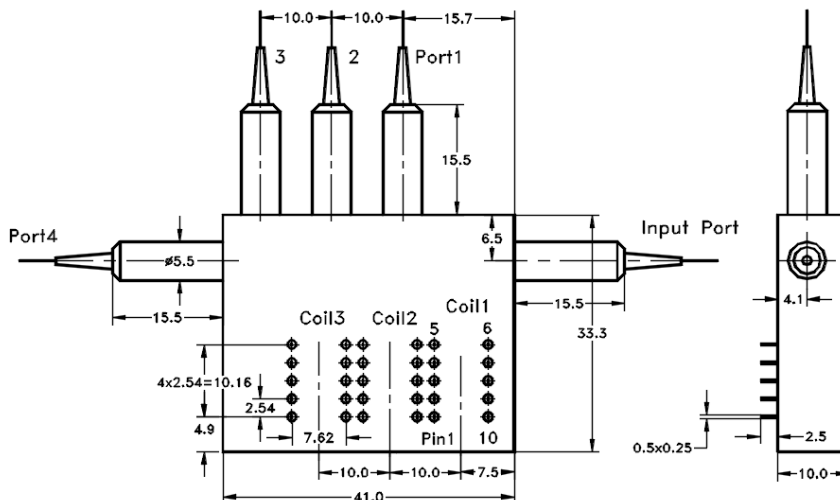 10.0 10.0 15.7
3 2 Port1
15.5
Port4 6.5 Input Port
ø5.5
15.5 15.5 4.1
Coil3 Coil2 Coil1
5 6
33.3
4x2.54=10.16
2.54
4.9 7.62 Pin1 10 0.5x0.25 2.5
10.0 10.0 7.5 10.0
41.0